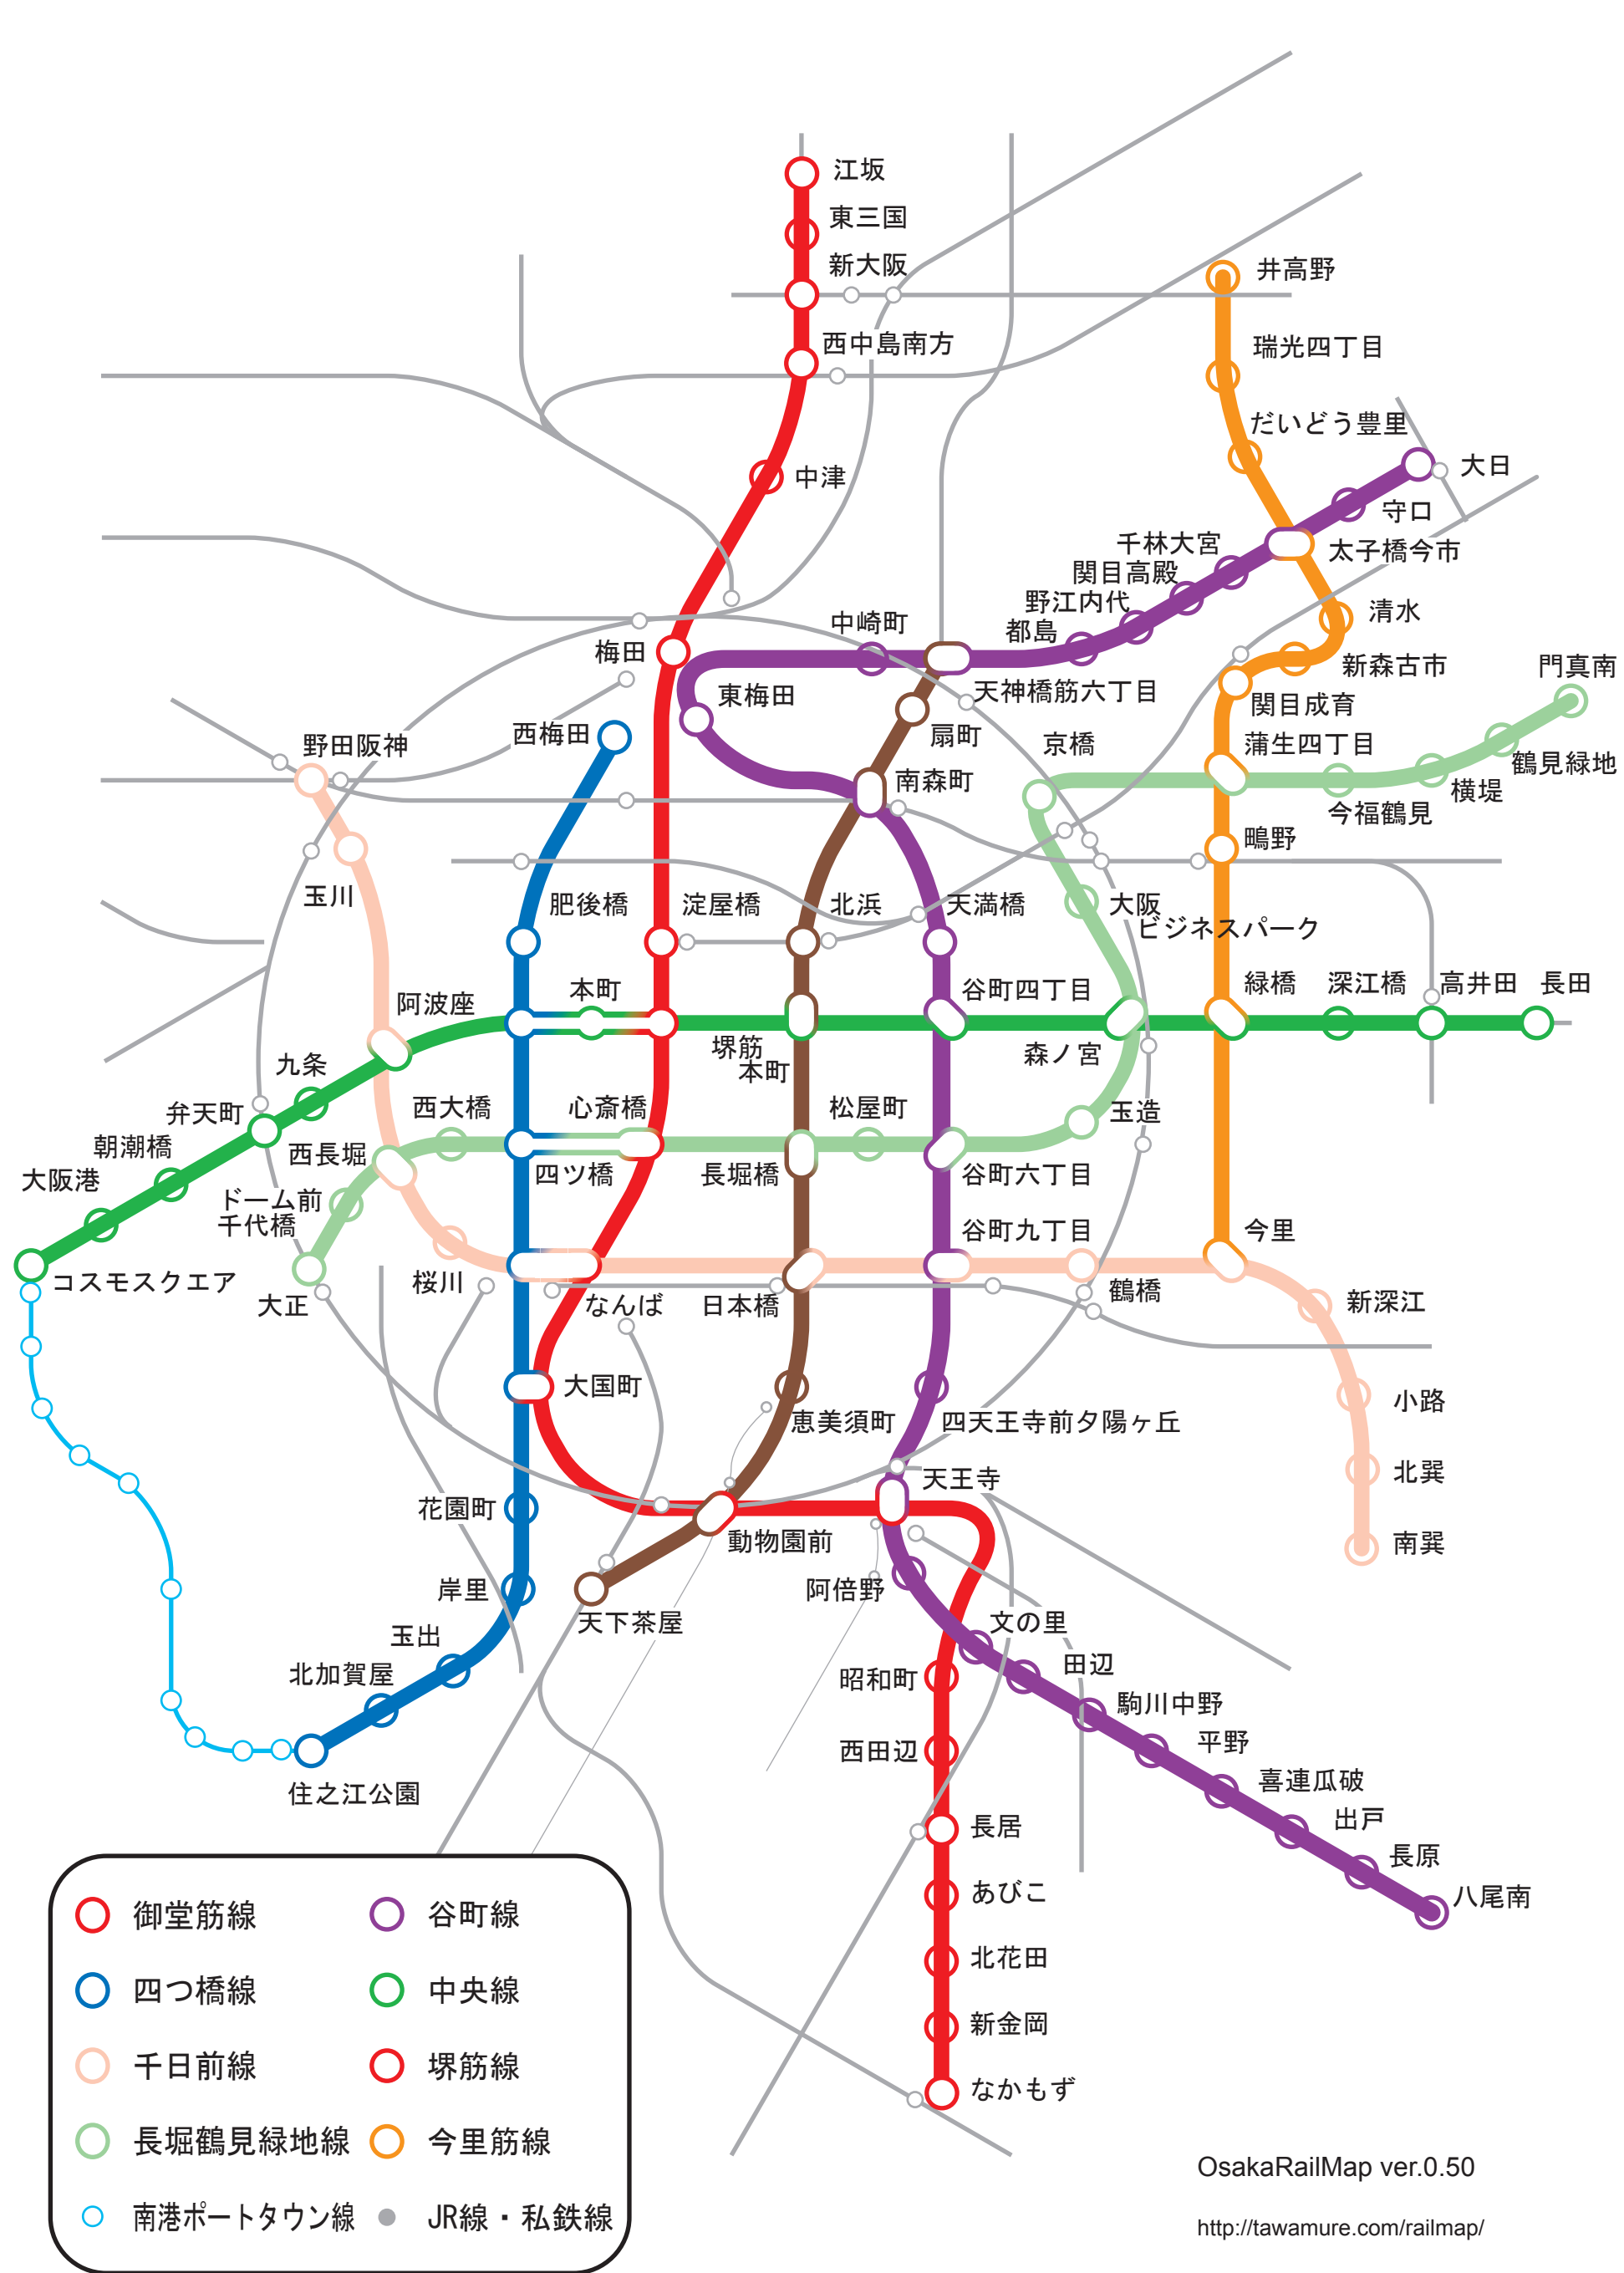 江坂
東三国
新大阪
井高野
西中島南方
瑞光四丁目
だいどう豊里
大日
中津
守口
千林大宮
太子橋今市
関目高殿
野江内代
清水
中崎町
都島
梅田
新森古市
門真南
東梅田
天神橋筋六丁目
関目成育
西梅田
扇町
京橋
野田阪神
蒲生四丁目
鶴見緑地
南森町
横堤
今福鶴見
鴫野
玉川
肥後橋
淀屋橋
北浜
天満橋
大阪
ビジネスパーク
阿波座
本町
谷町四丁目
緑橋
深江橋
高井田
長田
堺筋
本町
森ノ宮
九条
弁天町
西大橋
心斎橋
松屋町
玉造
朝潮橋
西長堀
大阪港
四ツ橋
長堀橋
谷町六丁目
ドーム前
千代橋
谷町九丁目
今里
コスモスクエア
桜川
大正
なんば
日本橋
鶴橋
新深江
大国町
小路
恵美須町
四天王寺前夕陽ヶ丘
北巽
天王寺
花園町
動物園前
南巽
岸里
阿倍野
天下茶屋
文の里
玉出
田辺
北加賀屋
昭和町
駒川中野
西田辺
平野
住之江公園
喜連瓜破
長居
出戸
長原
あびこ
八尾南
北花田
新金岡
なかもず
御堂筋線
谷町線
四つ橋線
中央線
千日前線
堺筋線
長堀鶴見緑地線
今里筋線
南港ポートタウン線
JR線・私鉄線
OsakaRailMap ver.0.50
http://tawamure.com/railmap/